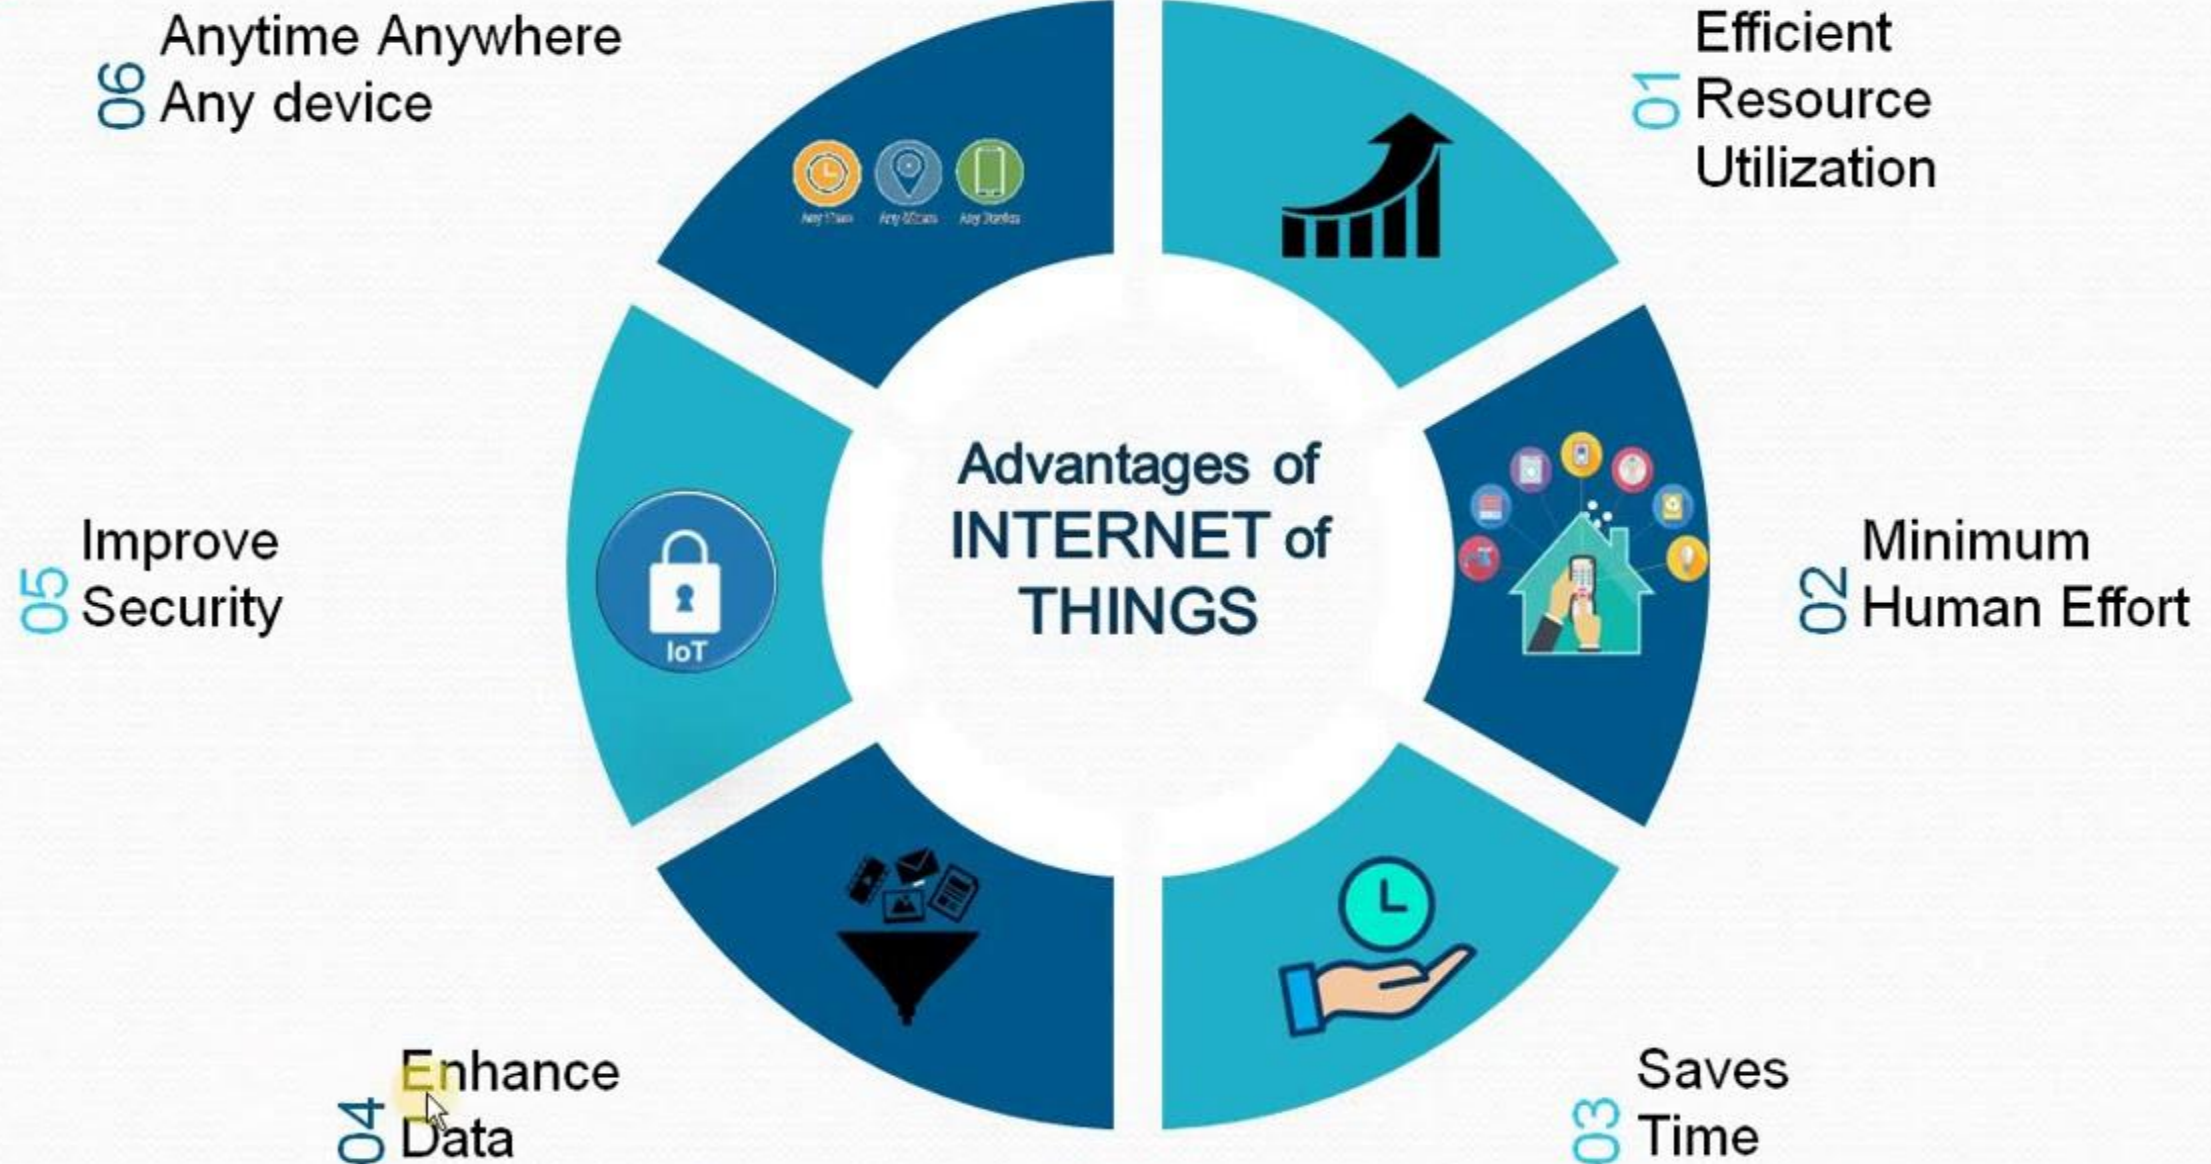 Anytime Anywhere
06 Any device
Efficient
01 Resource
Utilization
Advantages of
INTERNET of
THINGS
Improve
05 Security
IoT
Minimum
02 Human Effort
Enhance
04 Data
Saves
03 Time